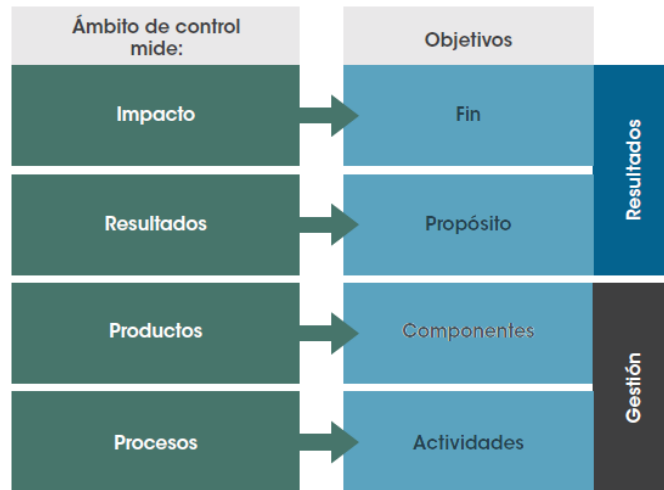 Ámbito de control
mide:
Objetivos
Impacto
Fin
Resultados
Resultados
Propósito
Productos
Componentes
Gestión
Procesos
Actividades